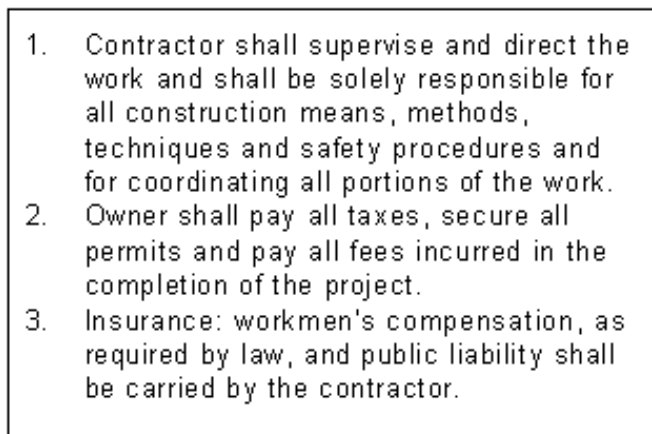 1. Contractor shall supervise and direct the
work and shall be solely responsible for
all construction means, methods,
techniques and safety procedures and
for coordinating all portions of the work.
2. Owner shall pay all taxes, secure all
permits and pay all fees incurred in the
completion of the project.
3. Insurance: workmen's compensation, as
required by law, and public liability shall
be carried by the contractor.